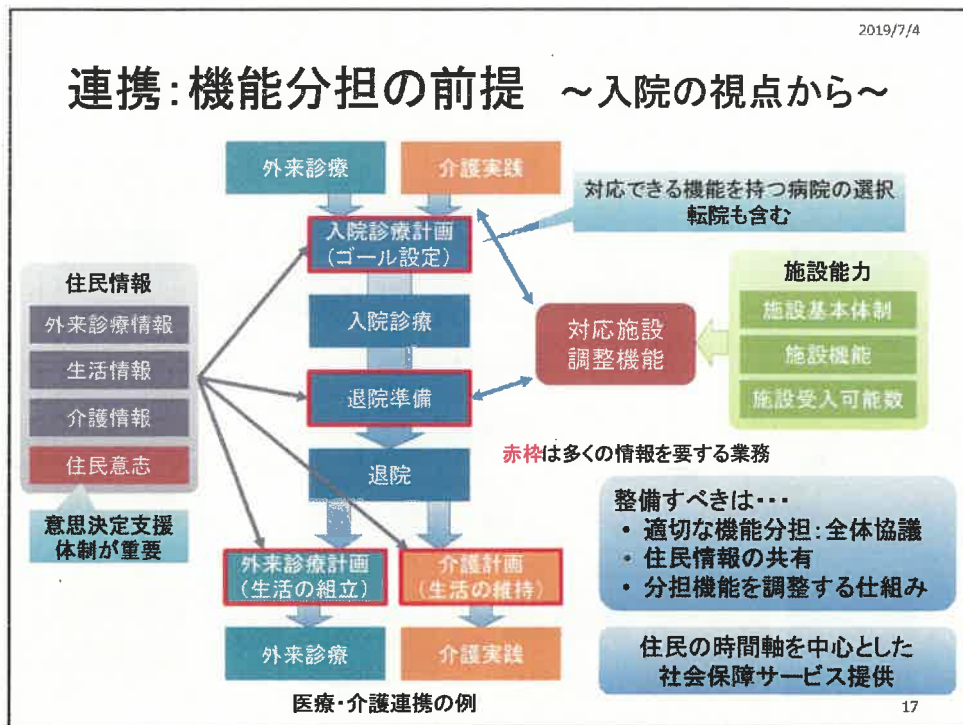 2019/7/4
連携:機能分担の前提 ～入院の視点から～
外来診療
介護実践
対応できる機能を持つ病院の選択
転院も含む
入院診療計画
(ゴール設定)
住民情報
外来診療情報
生活情報
介護情報
住民意志
意思決定支援
体制が重要
入院診療
対応施設
調整機能
施設能力
施設基本体制
施設機能
施設受入可能数
退院準備
赤枠は多くの情報を要する業務
退院
整備すべきは・・・
• 適切な機能分担:全体協議
• 住民情報の共有
• 分担機能を調整する仕組み
外来診療計画
(生活の組立)
介護計画
(生活の維持)
外来診療
介護実践
住民の時間軸を中心とした
社会保障サービス提供
医療・介護連携の例
17